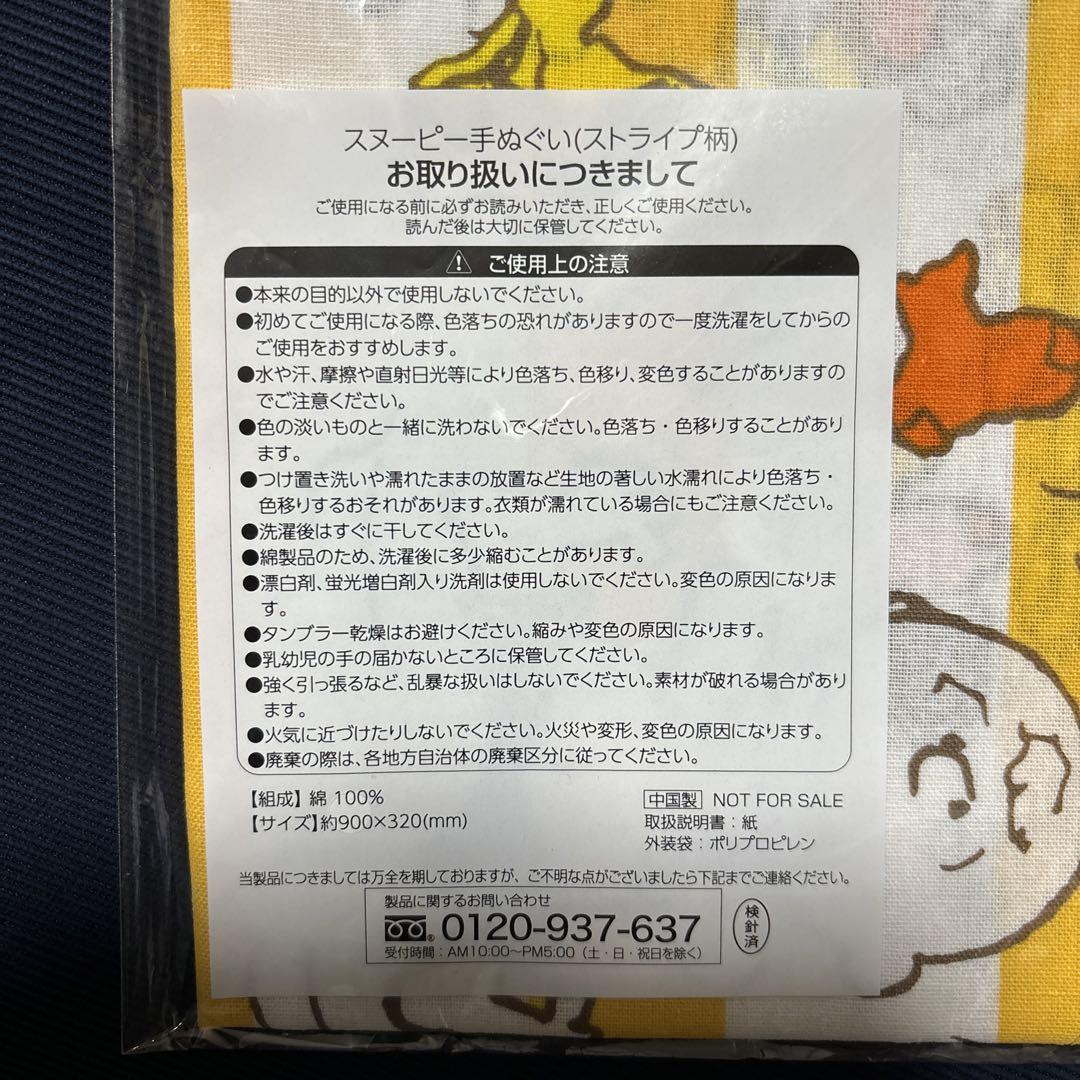 スヌーピー手ぬぐい(ストライプ柄)
お取り扱いにつきまして
ご使用になる前に必ずお読みいただき、正しくご使用ください。
読んだ後は大切に保管してください。
ご使用上の注意
●本来の目的以外で使用しないでください。
●初めてご使用になる際、色落ちの恐れがありますので一度洗濯をしてからの
ご使用をおすすめします。
●水や汗、摩擦や直射日光等により色落ち、色移り、変色することがありますの
でご注意ください。
●色の淡いものと一緒に洗わないでください。色落ち・色移りすることがあり
ます。
●つけ置き洗いや濡れたままの放置など生地の著しい水濡れにより色落ち・
色移りするおそれがあります。衣類が濡れている場合にもご注意ください。
●洗濯後はすぐに干してください。
●綿製品のため、洗濯後に多少縮むことがあります。
●漂白剤、蛍光増白剤入り洗剤は使用しないでください。変色の原因になりま
す。
●タンブラー乾燥はお避けください。縮みや変色の原因になります。
●乳幼児の手の届かないところに保管してください。
●強く引っ張るなど、乱暴な扱いはしないでください。素材が破れる場合があり
ます。
●火気に近づけたりしないでください。火災や変形、変色の原因になります。
●廃棄の際は、各地方自治体の廃棄区分に従ってください。
【組成】綿 100%
【サイズ】約900×320(mm)
中国製 NOT FOR SALE
取扱説明書：紙
外装袋：ポリプロピレン
当製品につきましては万全を期しておりますが、ご不明な点がございましたら下記までご連絡ください。
製品に関するお問い合わせ
0120-937-637
受付時間：AM10:00～PM5:00（土・日・祝日を除く）
検針済